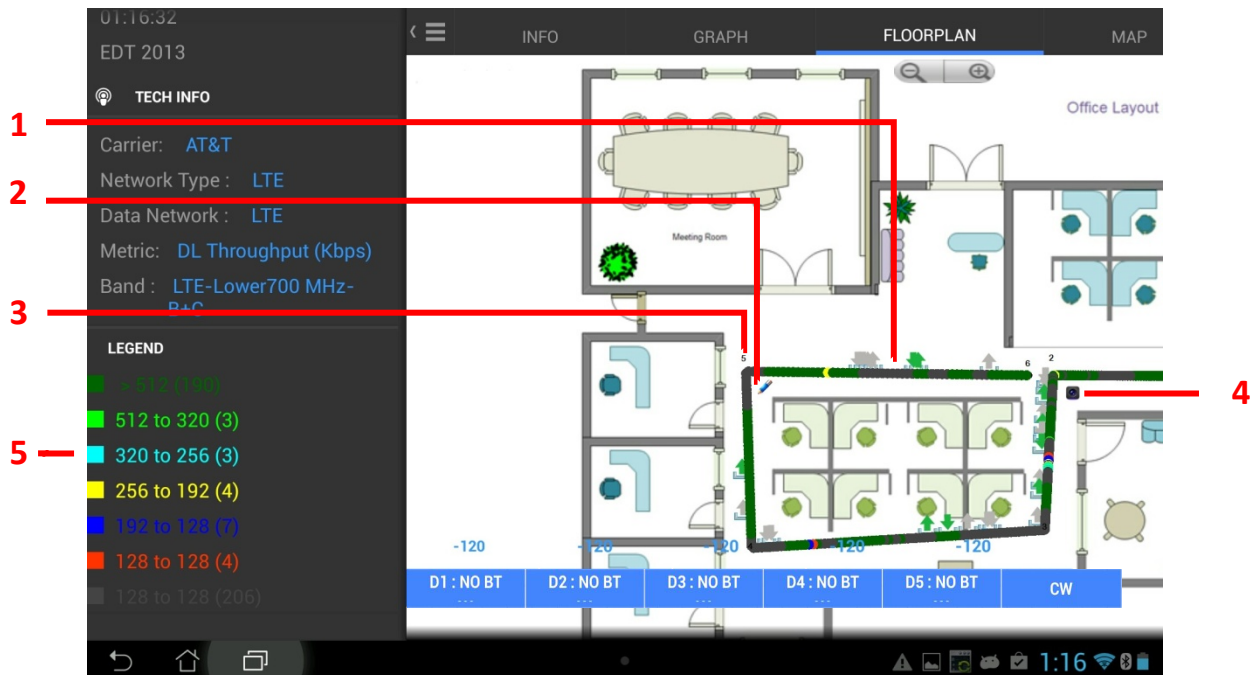 01:16:32
EDT 2013
TECH INFO
Carrier: AT&T
Network Type : LTE
Data Network : LTE
Metric: DL Throughput (Kbps)
Band : LTE-Lower700 MHz-
B+C
LEGEND
> 512 (190)
512 to 320 (3)
320 to 256 (3)
256 to 192 (4)
192 to 128 (7)
128 to 128 (4)
128 to 128 (206)
INFO GRAPH FLOORPLAN MAP
Office Layout
Meeting Room
5 6 2
4 3
-120 -120 -120 -120 -120
D1 : NO BT D2 : NO BT D3 : NO BT D4 : NO BT D5 : NO BT CW
--- --- --- --- ---
1:16
1
2
3
4
5